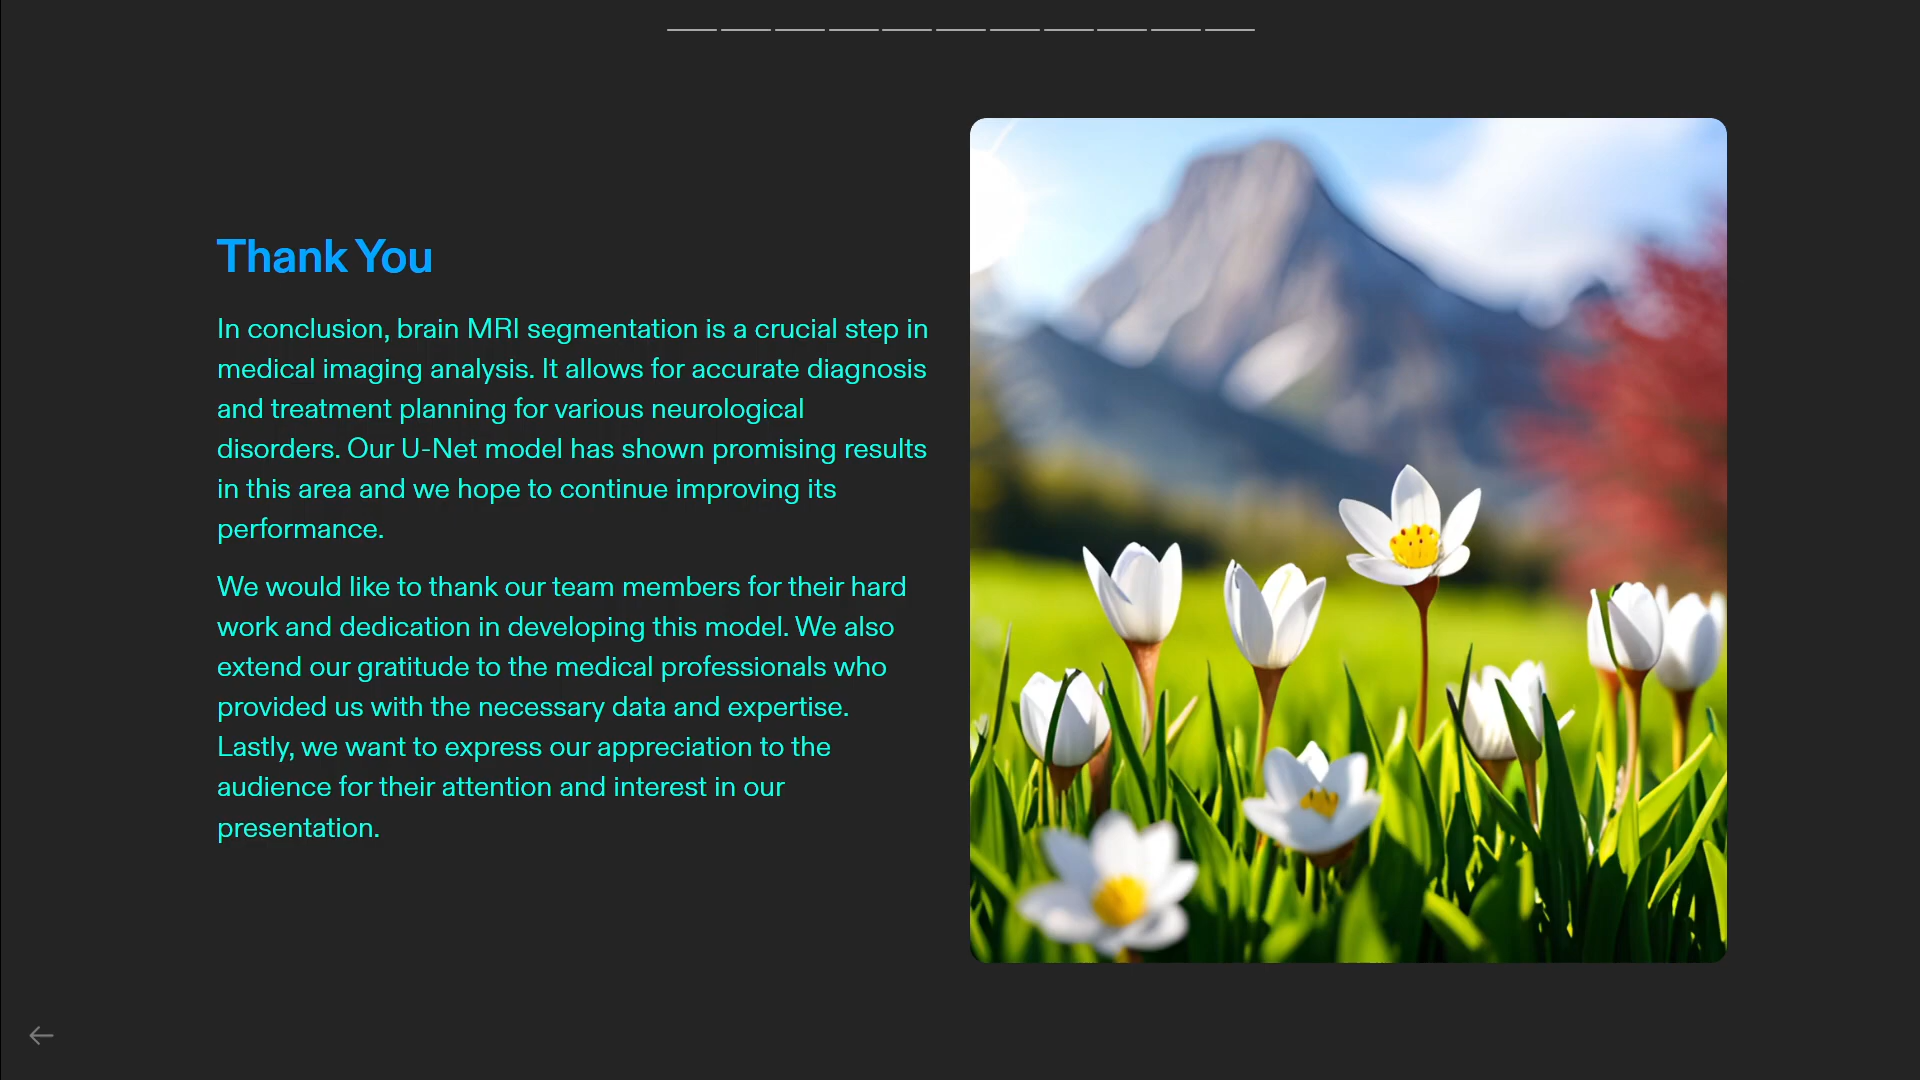 Thank You
In conclusion, brain MRI segmentation is a crucial step in
medical imaging analysis. It allows for accurate diagnosis
and treatment planning for various neurological
disorders. Our U-Net model has shown promising results
in this area and we hope to continue improving its
performance.
We would like to thank our team members for their hard
work and dedication in developing this model. We also
extend our gratitude to the medical professionals who
provided us with the necessary data and expertise.
Lastly, we want to express our appreciation to the
audience for their attention and interest in our
presentation.